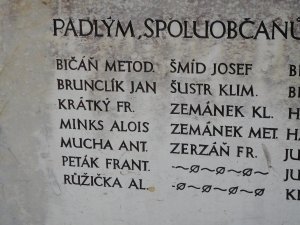 PADLÝM, SPOLUOBČANŮ
BIČÁŇ METOD.
BRUNCLÍK JAN
KRÁTKÝ FR.
MINKS ALOIS
MUCHA ANT.
PETÁK FRANT.
RŮŽIČKA AL.
ŠMÍD JOSEF
ŠUSTR KLIM.
ZEMÁNEK KL.
ZEMÁNEK MET.
ZERZÁŇ FR.